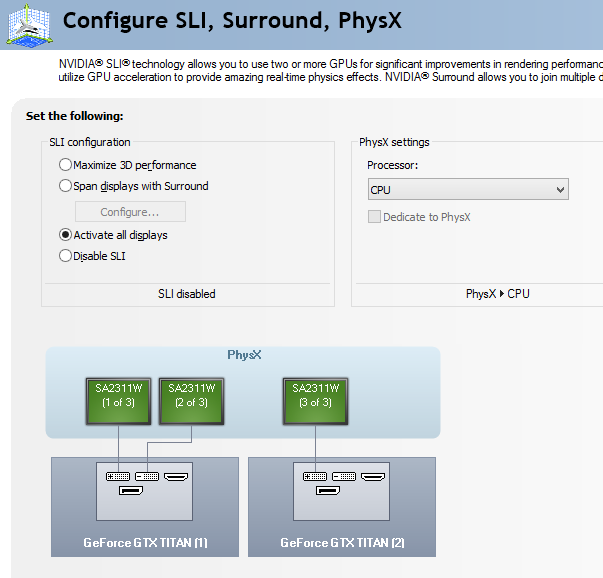 Configure SLI, Surround, PhysX
NVIDIA® SLI® technology allows you to use two or more GPUs for significant improvements in rendering performanc
utilize GPU acceleration to provide amazing real-time physics effects. NVIDIA® Surround allows you to join multiple d
Set the following:
SLI configuration
Maximize 3D performance
Span displays with Surround
Configure...
Activate all displays
Disable SLI
SLI disabled
PhysX settings
Processor:
CPU
Dedicate to PhysX
PhysX ▸ CPU
PhysX
SA2311W
(1 of 3)
SA2311W
(2 of 3)
SA2311W
(3 of 3)
GeForce GTX TITAN (1)
GeForce GTX TITAN (2)